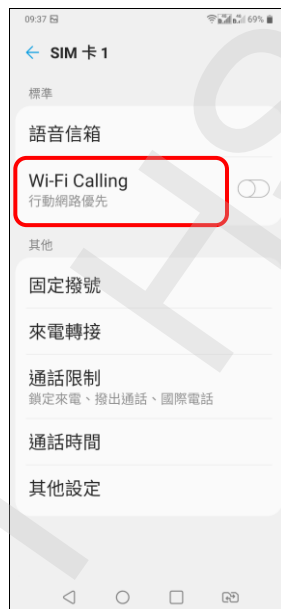 09:37 69%
← SIM 卡 1
標準
語音信箱
Wi-Fi Calling
行動網路優先
其他
固定撥號
來電轉接
通話限制
鎖定來電、撥出通話、國際電話
通話時間
其他設定